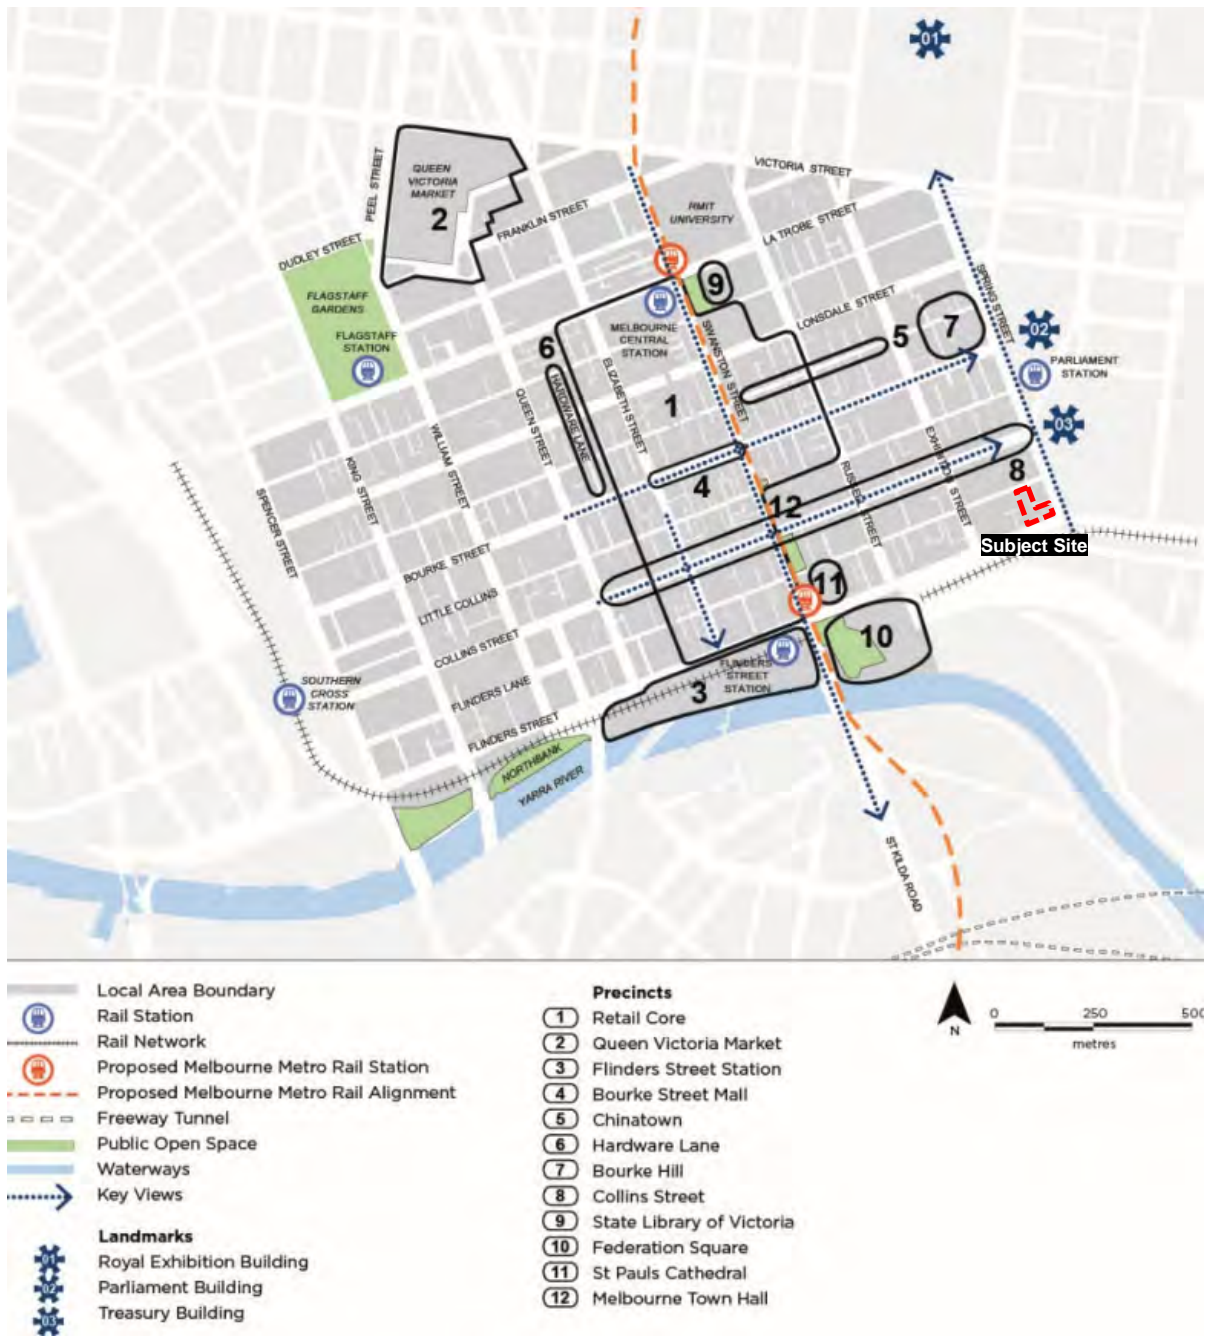 01
VICTORIA STREET
PEEL STREET
QUEEN
VICTORIA
MARKET
2
RMIT
UNIVERSITY
FRANKLIN STREET
LA TROBE STREET
DUDLEY STREET
SPRING STREET
FLAGSTAFF
GARDENS
9
LONSDALE STREET
7
02
FLAGSTAFF
STATION
MELBOURNE
CENTRAL
STATION
SWANSTON STREET
5
6
PARLIAMENT
STATION
ELIZABETH STREET
HARDWARE LANE
QUEEN STREET
1
03
WILLIAM STREET
KING STREET
EXHIBITION STREET
RUSSELL STREET
8
SPENCER STREET
4
12
Subject Site
BOURKE STREET
LITTLE COLLINS
11
COLLINS STREET
10
FLINDERS
STREET
STATION
3
SOUTHERN
CROSS
STATION
FLINDERS LANE
FLINDERS STREET
NORTHBANK
YARRA RIVER
ST KILDA ROAD
Local Area Boundary
Rail Station
Rail Network
Proposed Melbourne Metro Rail Station
Proposed Melbourne Metro Rail Alignment
Freeway Tunnel
Public Open Space
Waterways
Key Views
Landmarks
01 Royal Exhibition Building
02 Parliament Building
03 Treasury Building
Precincts
1 Retail Core
2 Queen Victoria Market
3 Flinders Street Station
4 Bourke Street Mall
5 Chinatown
6 Hardware Lane
7 Bourke Hill
8 Collins Street
9 State Library of Victoria
10 Federation Square
11 St Pauls Cathedral
12 Melbourne Town Hall
N
0 250 500
metres